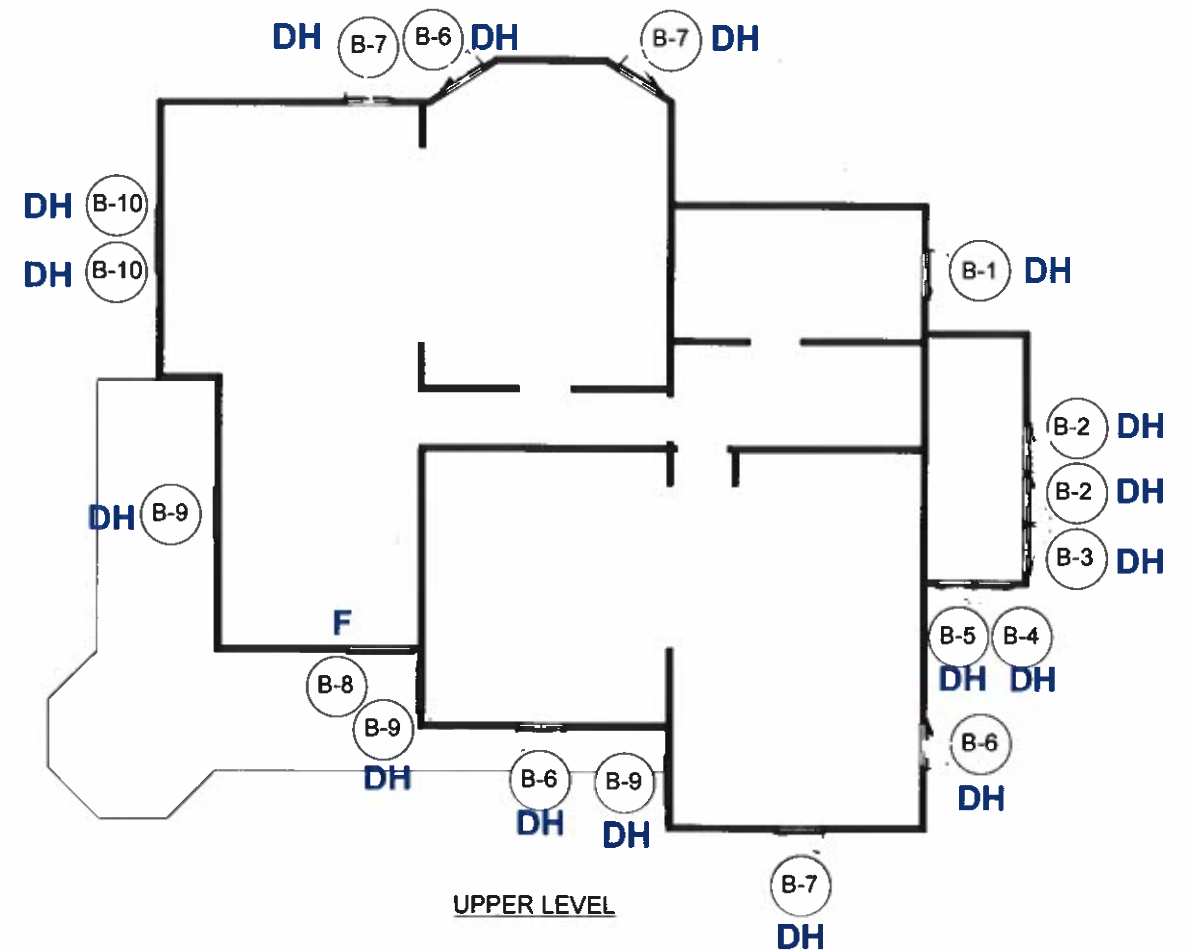 DH B-7 B-6 DH B-7 DH
DH B-10
DH B-10
B-1 DH
B-2 DH
B-2 DH
B-3 DH
DH B-9
F
B-5 B-4
DH DH
B-8
B-9
DH
B-6
DH
B-6
DH
B-9
DH
B-7
DH
UPPER LEVEL